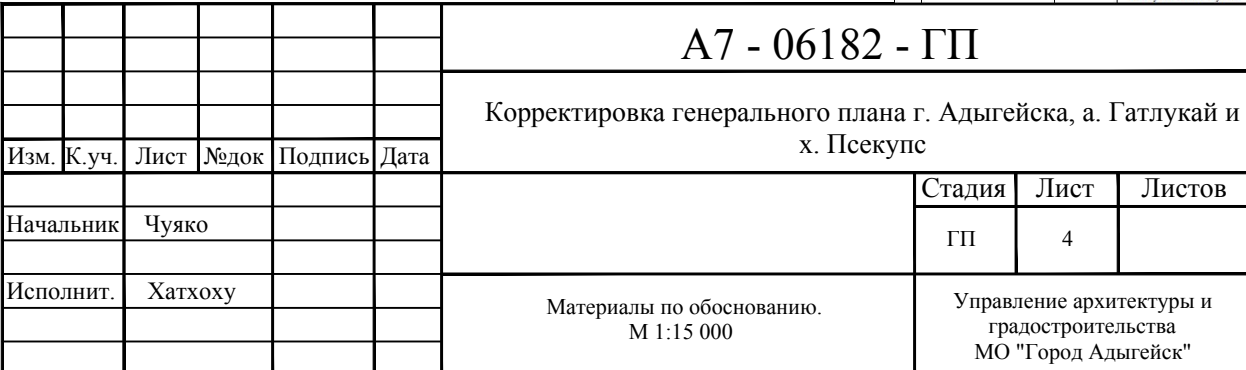 А7 - 06182 - ГП
Корректировка генерального плана г. Адыгейска, а. Гатлукай и
х. Псекупс
Изм. К.уч. Лист №док Подпись Дата
Стадия Лист Листов
Начальник Чуяко
ГП 4
Исполнит. Хатхоху
Материалы по обоснованию.
М 1:15 000
Управление архитектуры и
градостроительства
МО "Город Адыгейск"